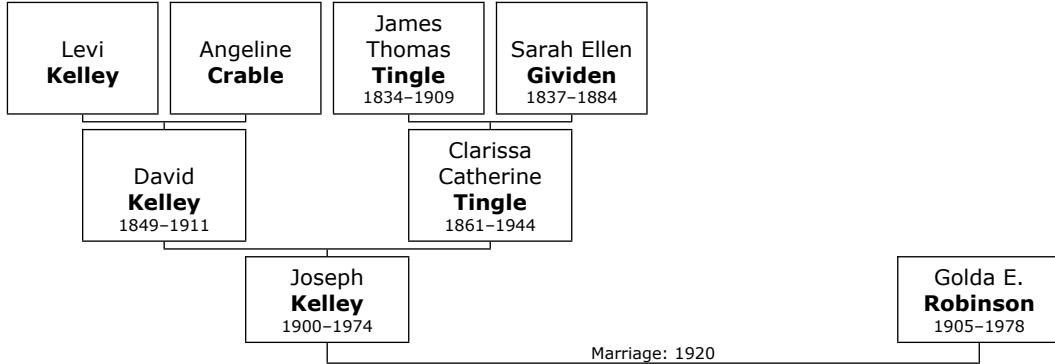 Levi
Kelley
Angeline
Crable
James
Thomas
Tingle
1834–1909
Sarah Ellen
Gividen
1837–1884
David
Kelley
1849–1911
Clarissa
Catherine
Tingle
1861–1944
Joseph
Kelley
1900–1974
Golda E.
Robinson
1905–1978
Marriage: 1920